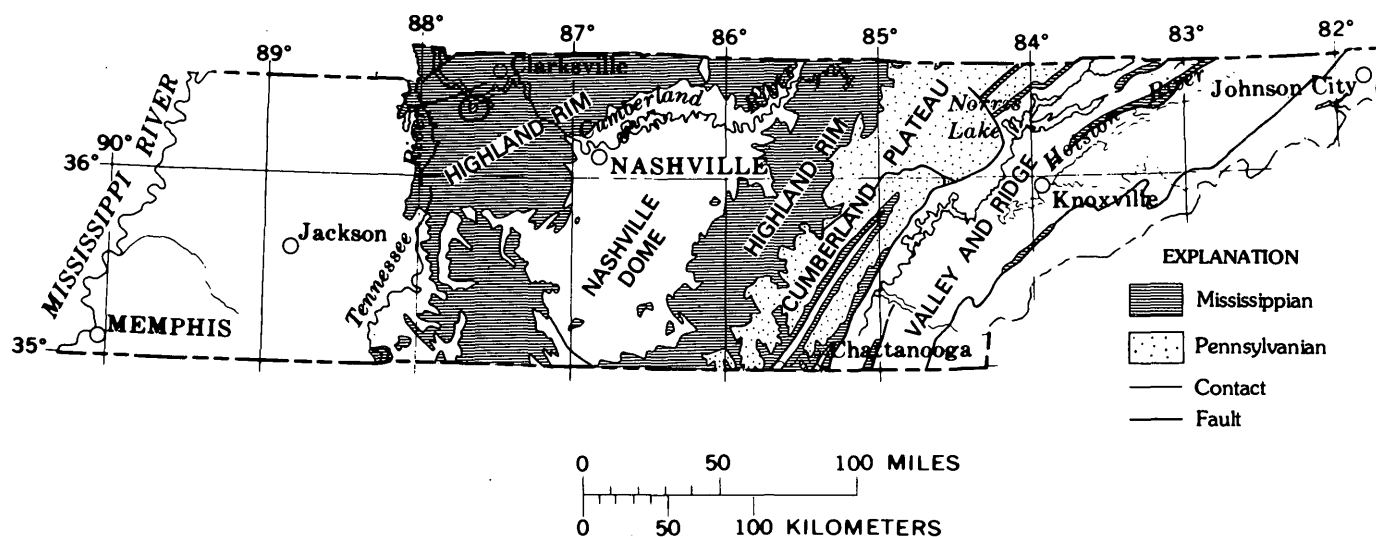 88°
87°
86°
85°
84°
83°
82°
89°
90°
36°
35°
MISSISSIPPI RIVER
Clarksville
Cumberland
River
HIGHLAND RIM
NASHVILLE
Jackson
Tennessee
River
MEMPHIS
NASHVILLE
DOME
HIGHLAND RIM
CUMBERLAND PLATEAU
Norris
Lake
VALLEY AND RIDGE
Holston River
Johnson City
Knoxville
Chattanooga
EXPLANATION
Mississippian
Pennsylvanian
Contact
Fault
0 50 100 MILES
0 50 100 KILOMETERS